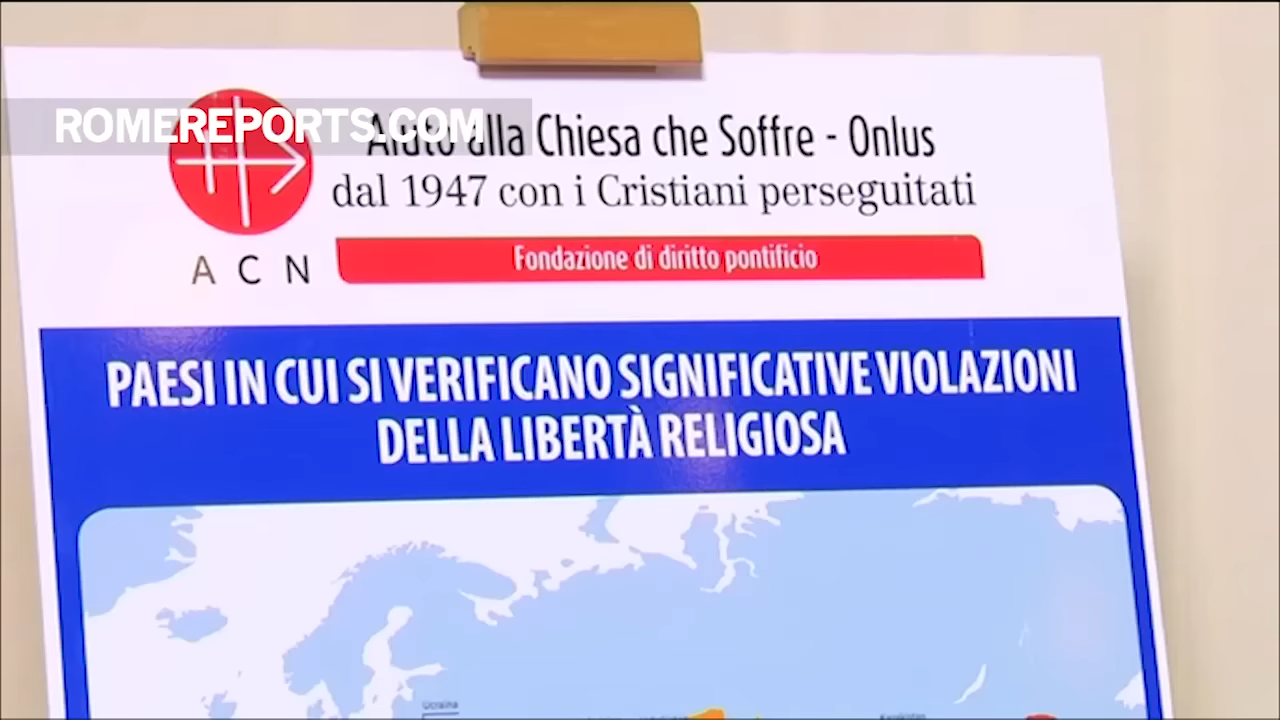 ROMEREPORTS.COM
Aiuto alla Chiesa che Soffre - Onlus
dal 1947 con i Cristiani perseguitati
A C N
Fondazione di diritto pontificio
PAESI IN CUI SI VERIFICANO SIGNIFICATIVE VIOLAZIONI
DELLA LIBERTÀ RELIGIOSA
Ucraina